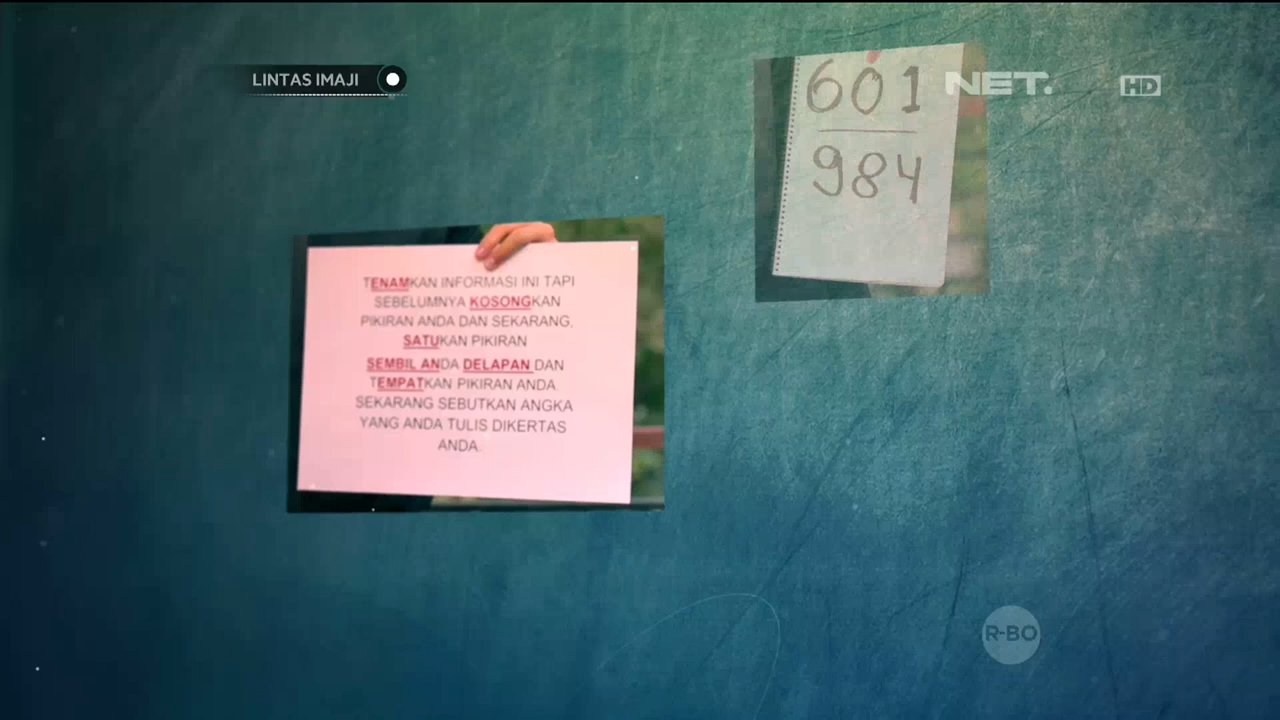 LINTAS IMAJI
NET.
HD
601
984
TENAMKAN INFORMASI INI TAPI
SEBELUMNYA KOSONGKAN
PIKIRAN ANDA DAN SEKARANG,
SATUKAN PIKIRAN
SEMBIL ANDA DELAPAN DAN
TEMPATKAN PIKIRAN ANDA
SEKARANG SEBUTKAN ANGKA
YANG ANDA TULIS DIKERTAS
ANDA.
R-BO